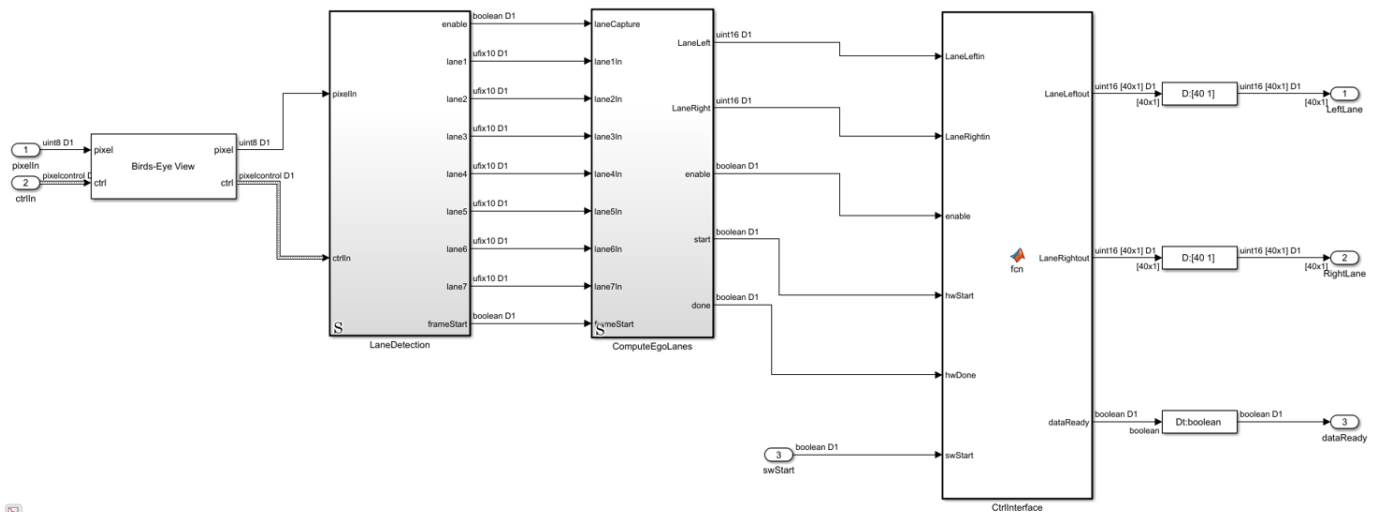 1
pixelIn
uint8 D1
2
ctrlIn
pixelcontrol D
pixel
ctrl
Birds-Eye View
pixel
ctrl
uint8 D1
pixelcontrol D1
pixelIn
ctrlIn
enable
lane1
lane2
lane3
lane4
lane5
lane6
lane7
frameStart
S
LaneDetection
boolean D1
ufix10 D1
ufix10 D1
ufix10 D1
ufix10 D1
ufix10 D1
ufix10 D1
ufix10 D1
boolean D1
laneCapture
lane1In
lane2In
lane3In
lane4In
lane5In
lane6In
lane7In
frameStart
S
LaneLeft
LaneRight
enable
start
done
ComputeEgoLanes
uint16 D1
uint16 D1
boolean D1
boolean D1
boolean D1
3
swStart
boolean D1
LaneLeftin
LaneRightin
enable
hwStart
hwDone
swStart
fcn
LaneLeftout
LaneRightout
dataReady
CtrlInterface
uint16 [40x1] D1
[40x1]
D:[40 1]
uint16 [40x1] D1
[40x1]
1
LeftLane
uint16 [40x1] D1
[40x1]
D:[40 1]
uint16 [40x1] D1
[40x1]
2
RightLane
boolean D1
boolean
Dt:boolean
boolean D1
3
dataReady